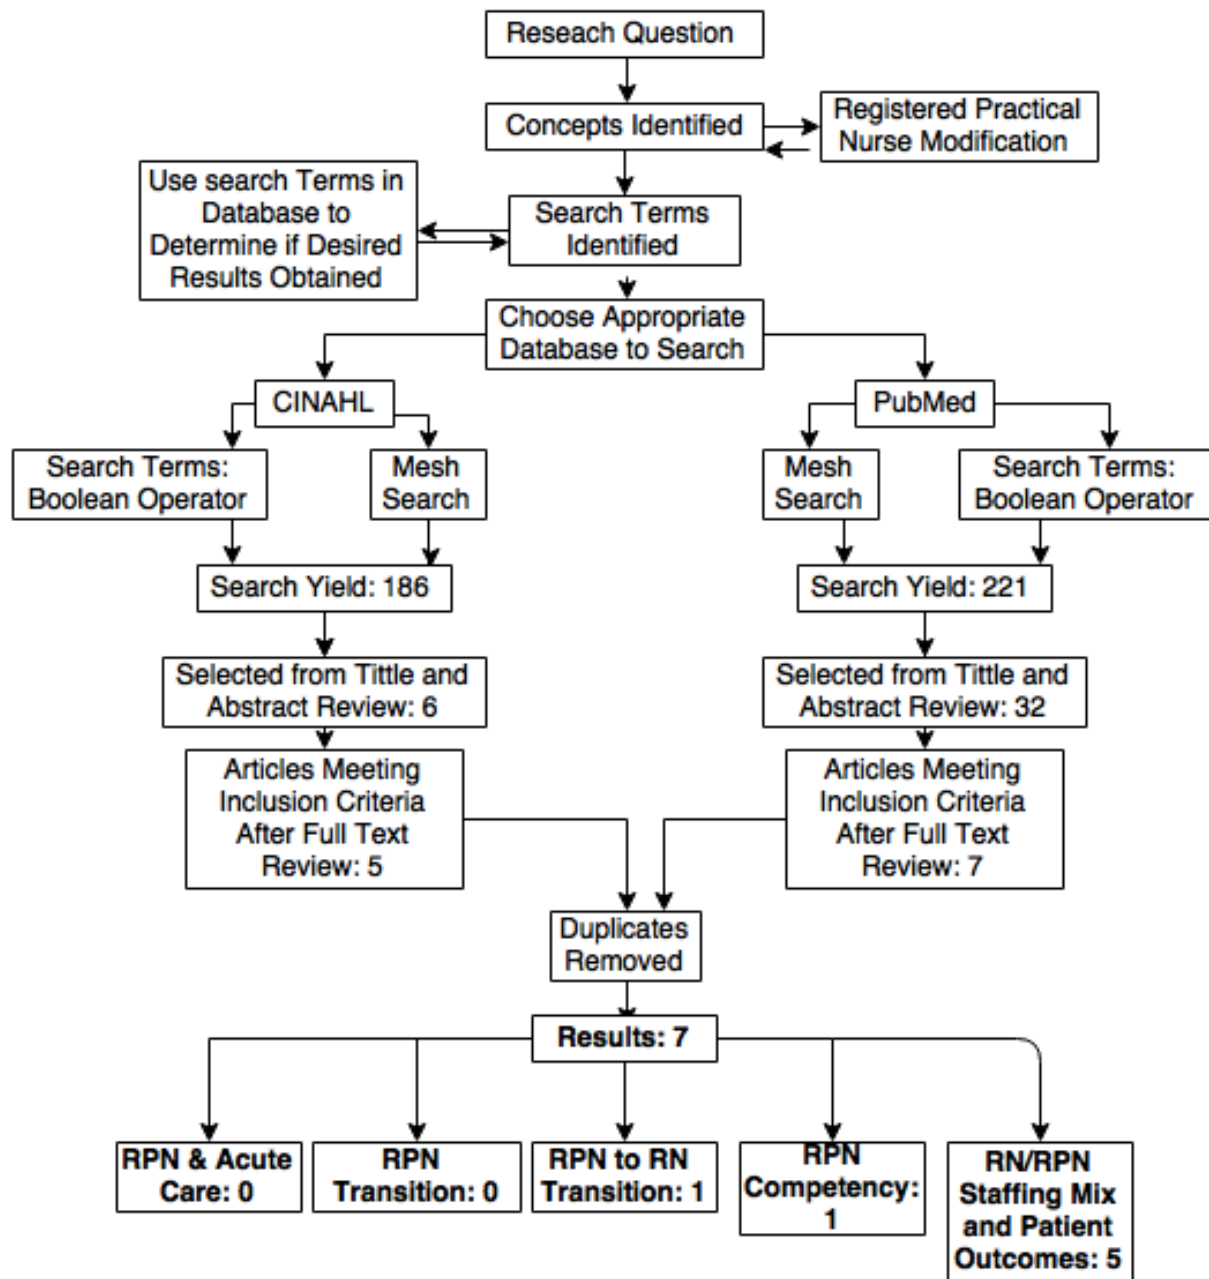 Reseach Question
Concepts Identified
Registered Practical
Nurse Modification
Use search Terms in
Database to
Determine if Desired
Results Obtained
Search Terms
Identified
Choose Appropriate
Database to Search
CINAHL
PubMed
Search Terms:
Boolean Operator
Mesh
Search
Mesh
Search
Search Terms:
Boolean Operator
Search Yield: 186
Search Yield: 221
Selected from Tittle and
Abstract Review: 6
Selected from Tittle and
Abstract Review: 32
Articles Meeting
Inclusion Criteria
After Full Text
Review: 5
Articles Meeting
Inclusion Criteria
After Full Text
Review: 7
Duplicates
Removed
Results: 7
RPN & Acute
Care: 0
RPN
Transition: 0
RPN to RN
Transition: 1
RPN
Competency:
1
RN/RPN
Staffing Mix
and Patient
Outcomes: 5